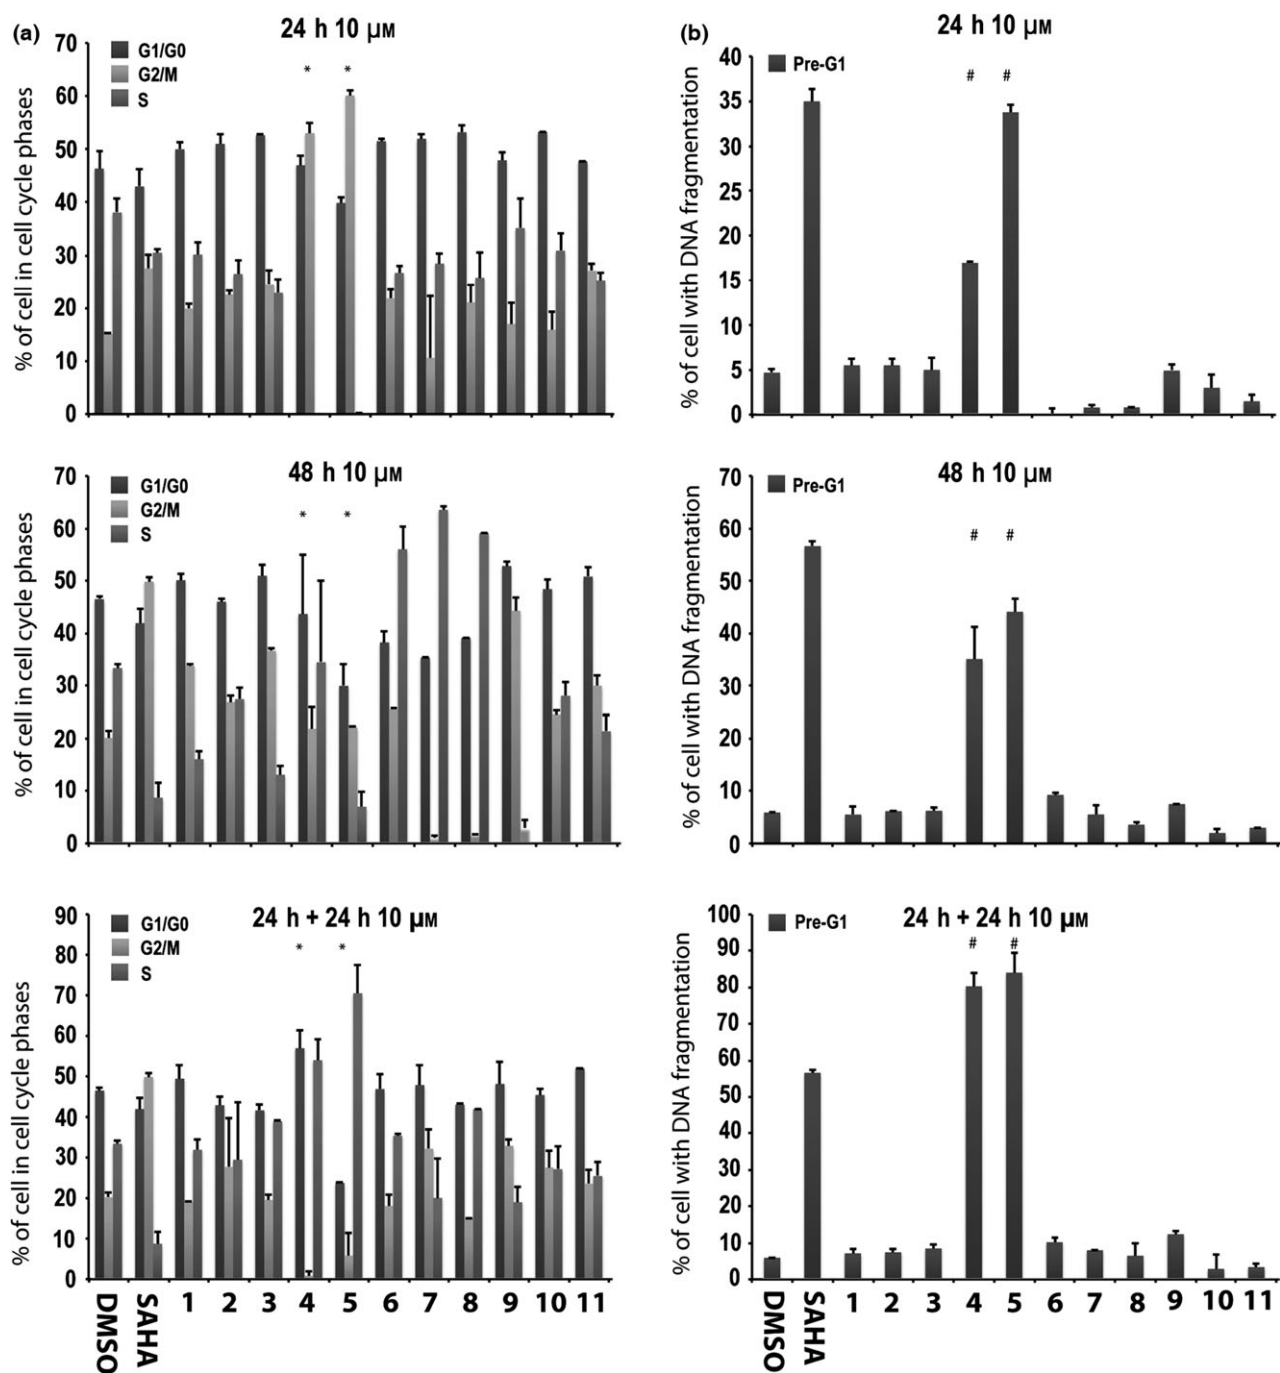 (a)
24 h 10 μM
G1/G0
G2/M
S
* *
% of cell in cell cycle phases
70
60
50
40
30
20
10
0
48 h 10 μM
G1/G0
G2/M
S
* *
% of cell in cell cycle phases
70
60
50
40
30
20
10
0
24 h + 24 h 10 μM
G1/G0
G2/M
S
* *
% of cell in cell cycle phases
90
80
70
60
50
40
30
20
10
0
DMSO SAHA 1 2 3 4 5 6 7 8 9 10 11
(b)
24 h 10 μM
Pre-G1
# #
% of cell with DNA fragmentation
40
35
30
25
20
15
10
5
0
48 h 10 μM
Pre-G1
# #
% of cell with DNA fragmentation
70
60
50
40
30
20
10
0
24 h + 24 h 10 μM
Pre-G1
# #
% of cell with DNA fragmentation
100
90
80
70
60
50
40
30
20
10
0
DMSO SAHA 1 2 3 4 5 6 7 8 9 10 11